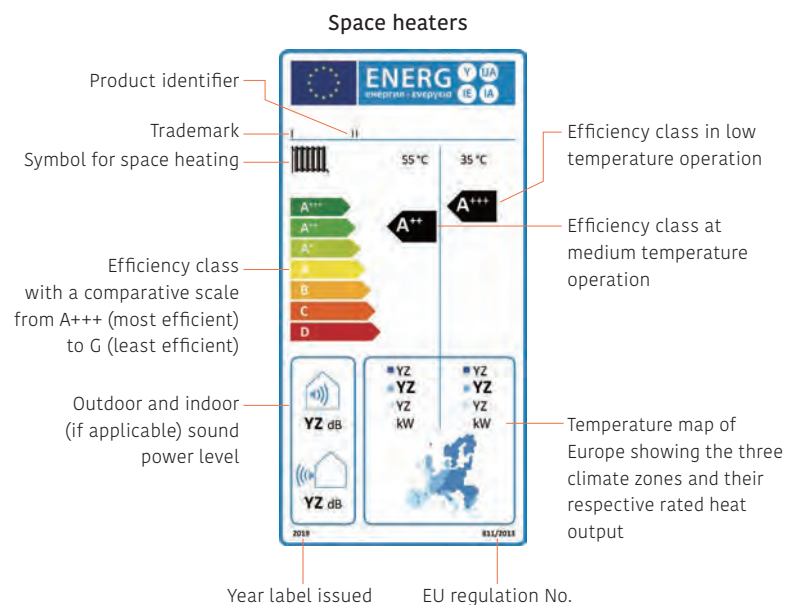 Space heaters
Product identifier
Trademark
Symbol for space heating
Efficiency class
with a comparative scale
from A+++ (most efficient)
to G (least efficient)
Outdoor and indoor
(if applicable) sound
power level
ENERG
енергия · ενεργεια
Y
UA
IE
IA
I
II
55 °C
35 °C
A+++
A++
A+
A
B
C
D
A++
A+++
YZ dB
YZ dB
YZ
YZ
YZ
kW
YZ
YZ
YZ
kW
2019
811/2013
Efficiency class in low
temperature operation
Efficiency class at
medium temperature
operation
Temperature map of
Europe showing the three
climate zones and their
respective rated heat
output
Year label issued
EU regulation No.